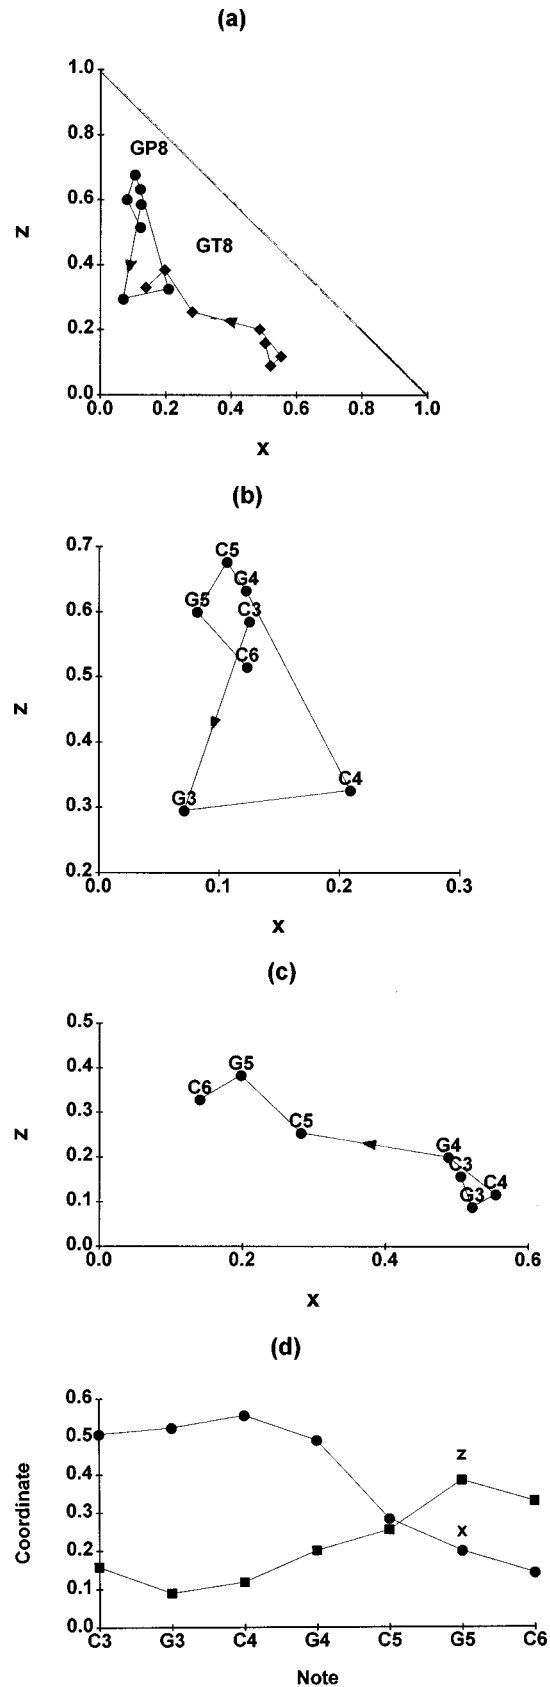 (a)
1.0
0.8
GP8
0.6
z
GT8
0.4
0.2
0.0
0.0 0.2 0.4 0.6 0.8 1.0
x
(b)
0.7
C5
G4
0.6
G5
C3
C6
0.5
z
0.4
C4
G3
0.3
0.2
0.0 0.1 0.2 0.3
x
(c)
0.5
G5
0.4
C6
0.3
C5
z
G4
0.2
C3
C4
G3
0.1
0.0
0.0 0.2 0.4 0.6
x
(d)
0.6
0.5
z
0.4
Coordinate
0.3
x
0.2
0.1
0.0
C3 G3 C4 G4 C5 G5 C6
Note